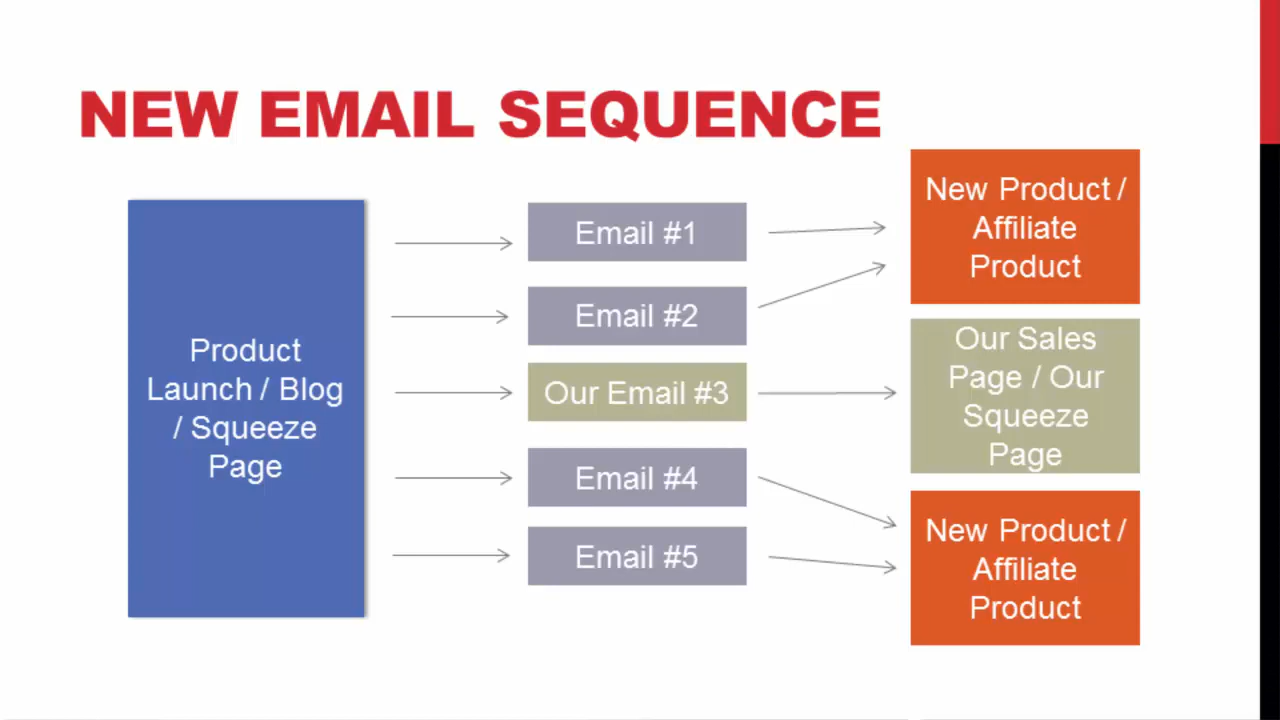 NEW EMAIL SEQUENCE
Product
Launch / Blog
/ Squeeze
Page
Email #1
Email #2
Our Email #3
Email #4
Email #5
New Product /
Affiliate
Product
Our Sales
Page / Our
Squeeze
Page
New Product /
Affiliate
Product